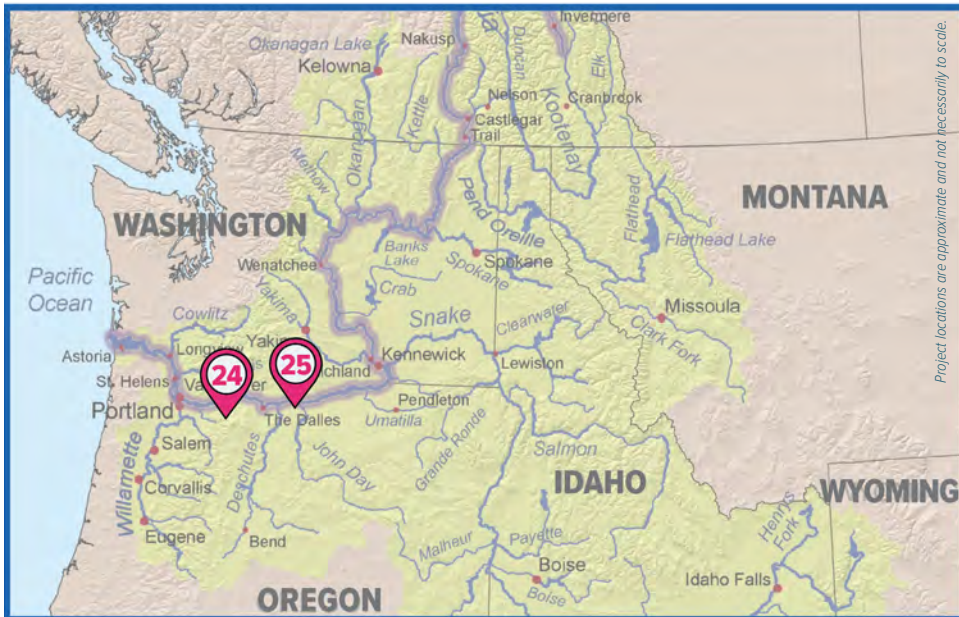 Invermere
Nakusp
Okanagan Lake
Kelowna
Duncan
Elk
Nelson
Cranbrook
Kettle
Castlegar
Kootenay
Okanagan
Trail
Methow
MONTANA
WASHINGTON
Pend Oreille
Flathead
Flathead Lake
Banks
Lake
Wenatchee
Spokane
Spokane
Pacific
Ocean
Crab
Yakima
Missoula
Cowlitz
Snake
Clearwater
Clark Fork
Astoria
Kennewick
Lewiston
St. Helens
24
25
Portland
Pendleton
The Dalles
Umatilla
Salem
John Day
Grande Ronde
Salmon
Willamette
Deschutes
IDAHO
WYOMING
Corvallis
Henrys
Fork
Eugene
Bend
Malheur
Payette
Boise
Idaho Falls
Boise
OREGON
Project locations are approximate and not necessarily to scale.